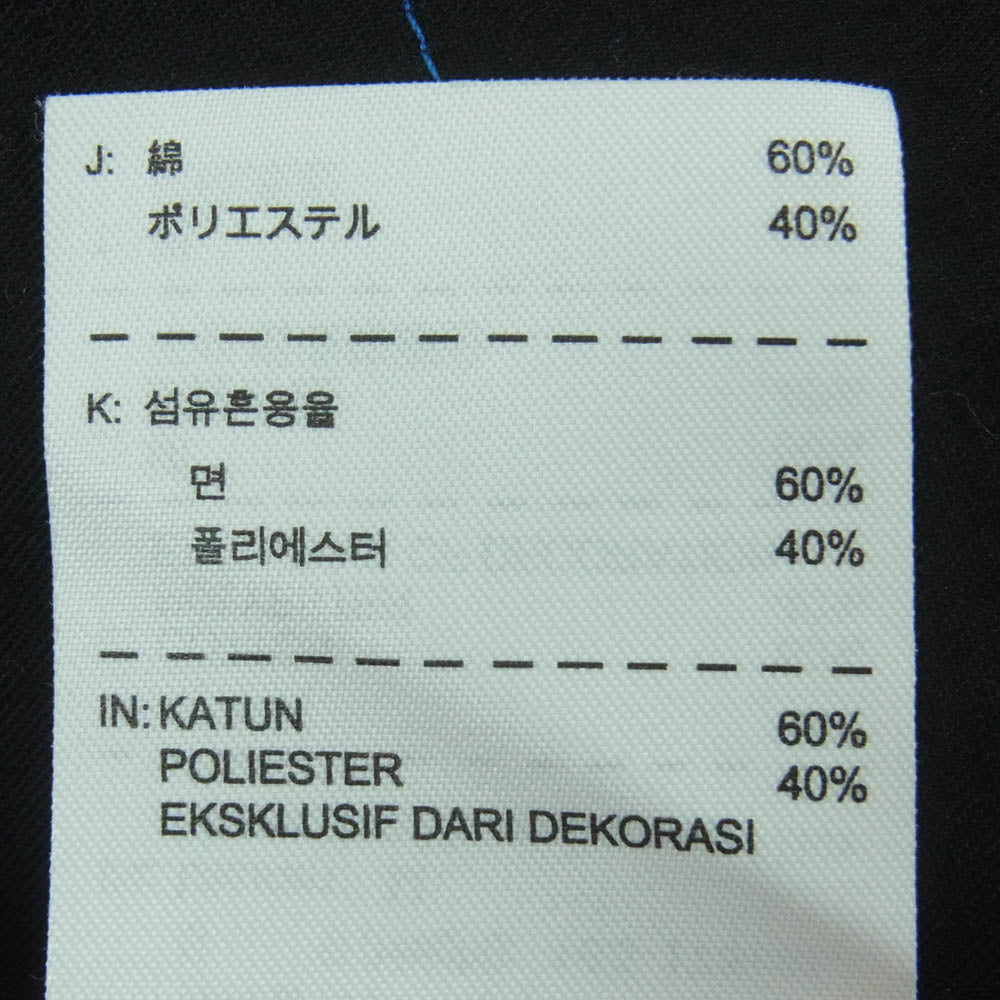 J: 綿 60%
ポリエステル 40%
K: 섬유혼용율
면 60%
폴리에스터 40%
IN: KATUN 60%
POLIESTER 40%
EKSKLUSIF DARI DEKORASI